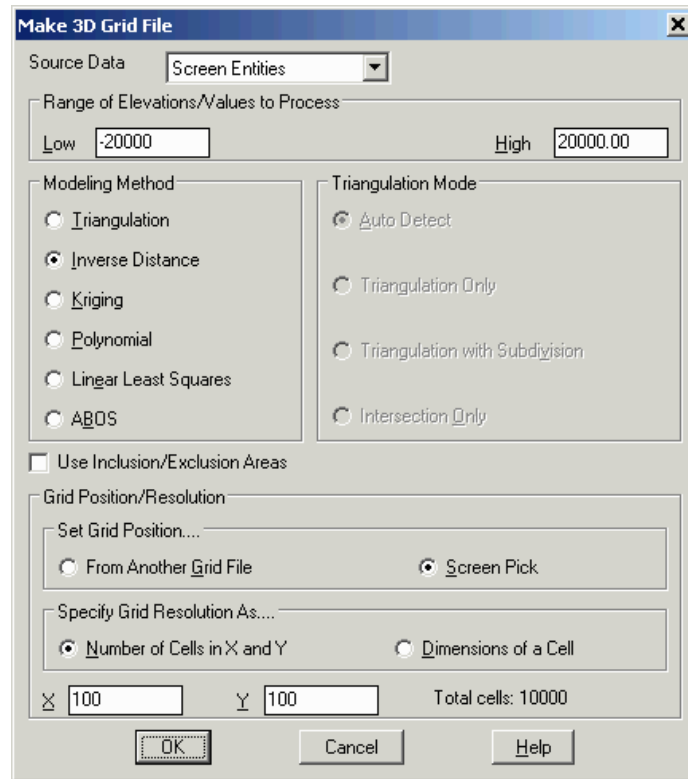 Make 3D Grid File
Source Data Screen Entities
Range of Elevations/Values to Process
Low -20000 High 20000.00
Modeling Method
Triangulation
Inverse Distance
Kriging
Polynomial
Linear Least Squares
ABOS
Triangulation Mode
Auto Detect
Triangulation Only
Triangulation with Subdivision
Intersection Only
Use Inclusion/Exclusion Areas
Grid Position/Resolution
Set Grid Position....
From Another Grid File Screen Pick
Specify Grid Resolution As....
Number of Cells in X and Y Dimensions of a Cell
X 100 Y 100 Total cells: 10000
OK Cancel Help